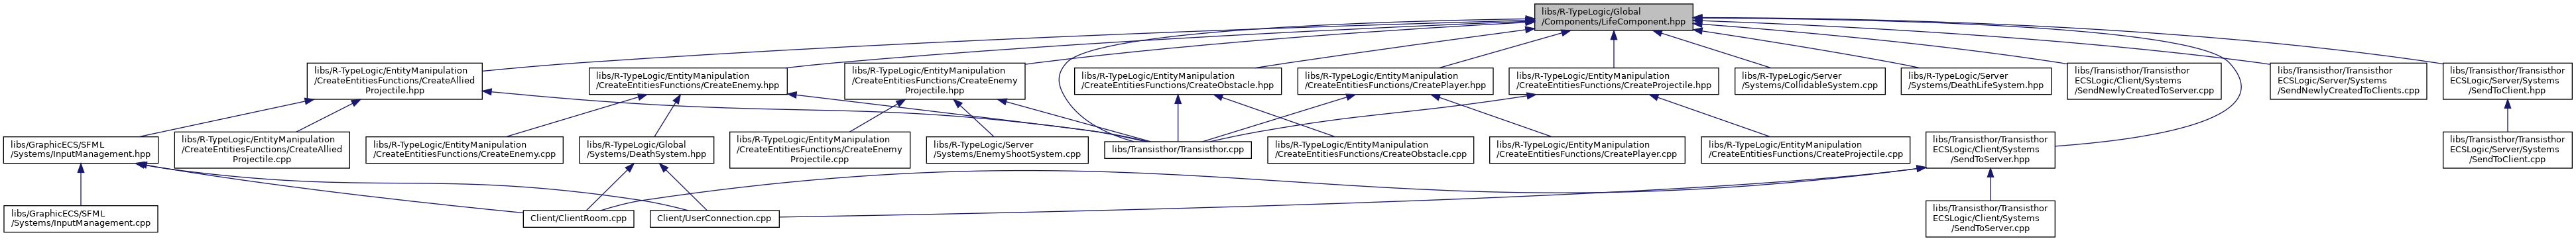 libs/R-TypeLogic/Global
/Components/LifeComponent.hpp
libs/R-TypeLogic/EntityManipulation
/CreateEntitiesFunctions/CreateAllied
Projectile.hpp
libs/R-TypeLogic/EntityManipulation
/CreateEntitiesFunctions/CreateEnemy.hpp
libs/R-TypeLogic/EntityManipulation
/CreateEntitiesFunctions/CreateEnemy
Projectile.hpp
libs/R-TypeLogic/EntityManipulation
/CreateEntitiesFunctions/CreateObstacle.hpp
libs/R-TypeLogic/EntityManipulation
/CreateEntitiesFunctions/CreatePlayer.hpp
libs/R-TypeLogic/EntityManipulation
/CreateEntitiesFunctions/CreateProjectile.hpp
libs/R-TypeLogic/Server
/Systems/CollidableSystem.cpp
libs/R-TypeLogic/Server
/Systems/DeathLifeSystem.hpp
libs/Transisthor/Transisthor
ECSLogic/Client/Systems
/SendNewlyCreatedToServer.cpp
libs/Transisthor/Transisthor
ECSLogic/Server/Systems
/SendNewlyCreatedToClients.cpp
libs/Transisthor/Transisthor
ECSLogic/Server/Systems
/SendToClient.hpp
libs/GraphicECS/SFML
/Systems/InputManagement.hpp
libs/R-TypeLogic/EntityManipulation
/CreateEntitiesFunctions/CreateAllied
Projectile.cpp
libs/R-TypeLogic/EntityManipulation
/CreateEntitiesFunctions/CreateEnemy.cpp
libs/R-TypeLogic/Global
/Systems/DeathSystem.hpp
libs/R-TypeLogic/EntityManipulation
/CreateEntitiesFunctions/CreateEnemy
Projectile.cpp
libs/R-TypeLogic/Server
/Systems/EnemyShootSystem.cpp
libs/Transisthor/Transisthor.cpp
libs/R-TypeLogic/EntityManipulation
/CreateEntitiesFunctions/CreateObstacle.cpp
libs/R-TypeLogic/EntityManipulation
/CreateEntitiesFunctions/CreatePlayer.cpp
libs/R-TypeLogic/EntityManipulation
/CreateEntitiesFunctions/CreateProjectile.cpp
libs/Transisthor/Transisthor
ECSLogic/Client/Systems
/SendToServer.hpp
libs/Transisthor/Transisthor
ECSLogic/Server/Systems
/SendToClient.cpp
libs/GraphicECS/SFML
/Systems/InputManagement.cpp
Client/ClientRoom.cpp
Client/UserConnection.cpp
libs/Transisthor/Transisthor
ECSLogic/Client/Systems
/SendToServer.cpp